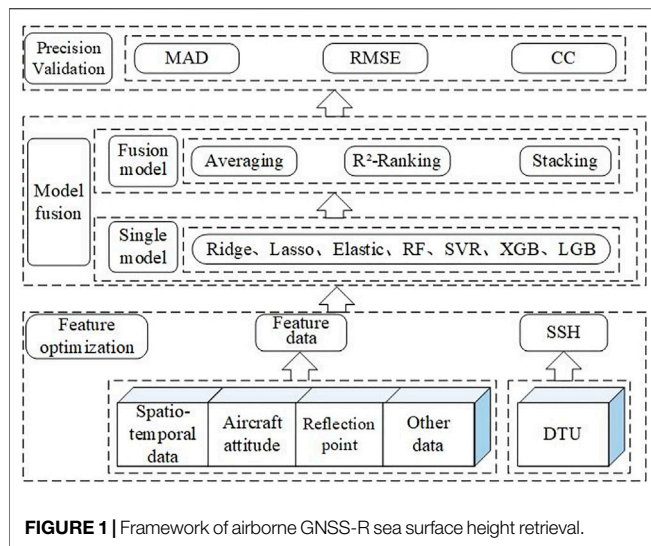 Precision
Validation
MAD
RMSE
CC
Model
fusion
Fusion
model
Averaging
R²-Ranking
Stacking
Single
model
Ridge、Lasso、Elastic、RF、SVR、XGB、LGB
Feature
optimization
Feature
data
SSH
Spatio-
temporal
data
Aircraft
attitude
Reflection
point
Other
data
DTU
FIGURE 1 | Framework of airborne GNSS-R sea surface height retrieval.